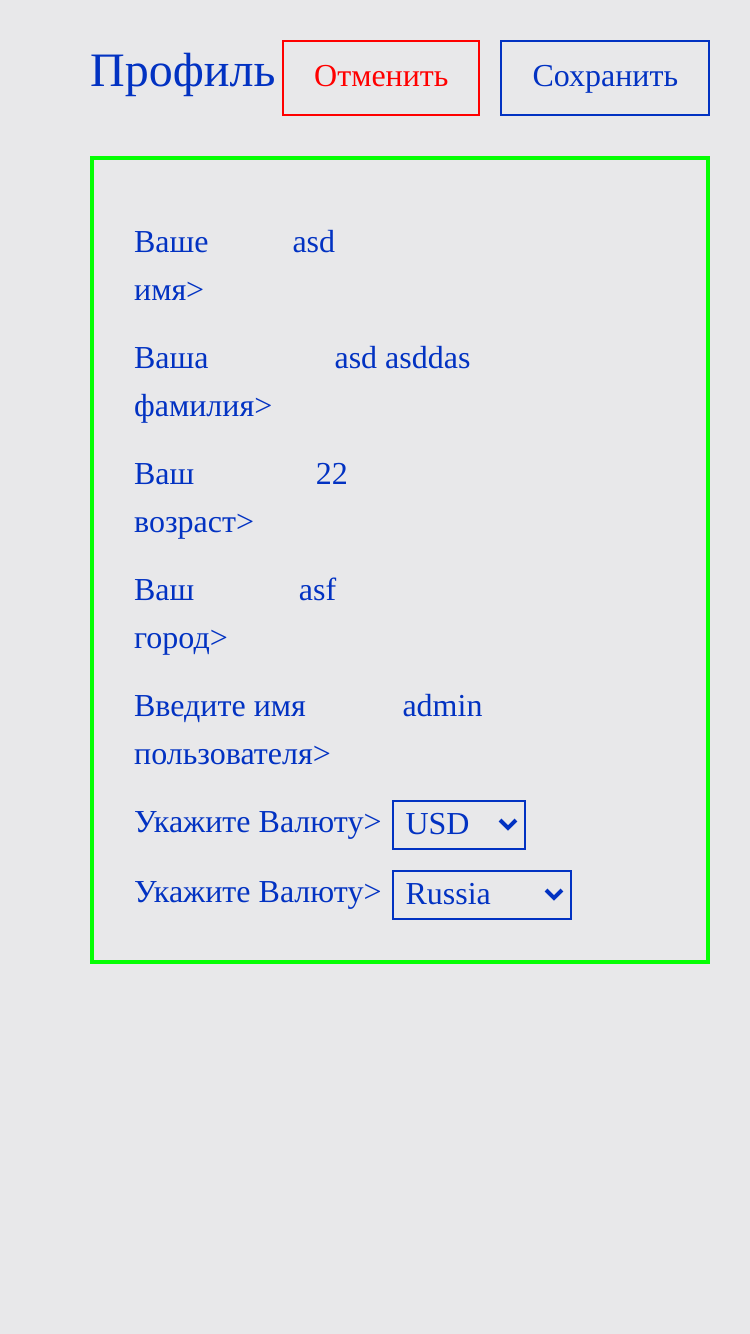 Профиль Отменить Сохранить
Ваше asd
имя>
Ваша asd asddas
фамилия>
Ваш 22
возраст>
Ваш asf
город>
Введите имя admin
пользователя>
Укажите Валюту> USD
Укажите Валюту> Russia